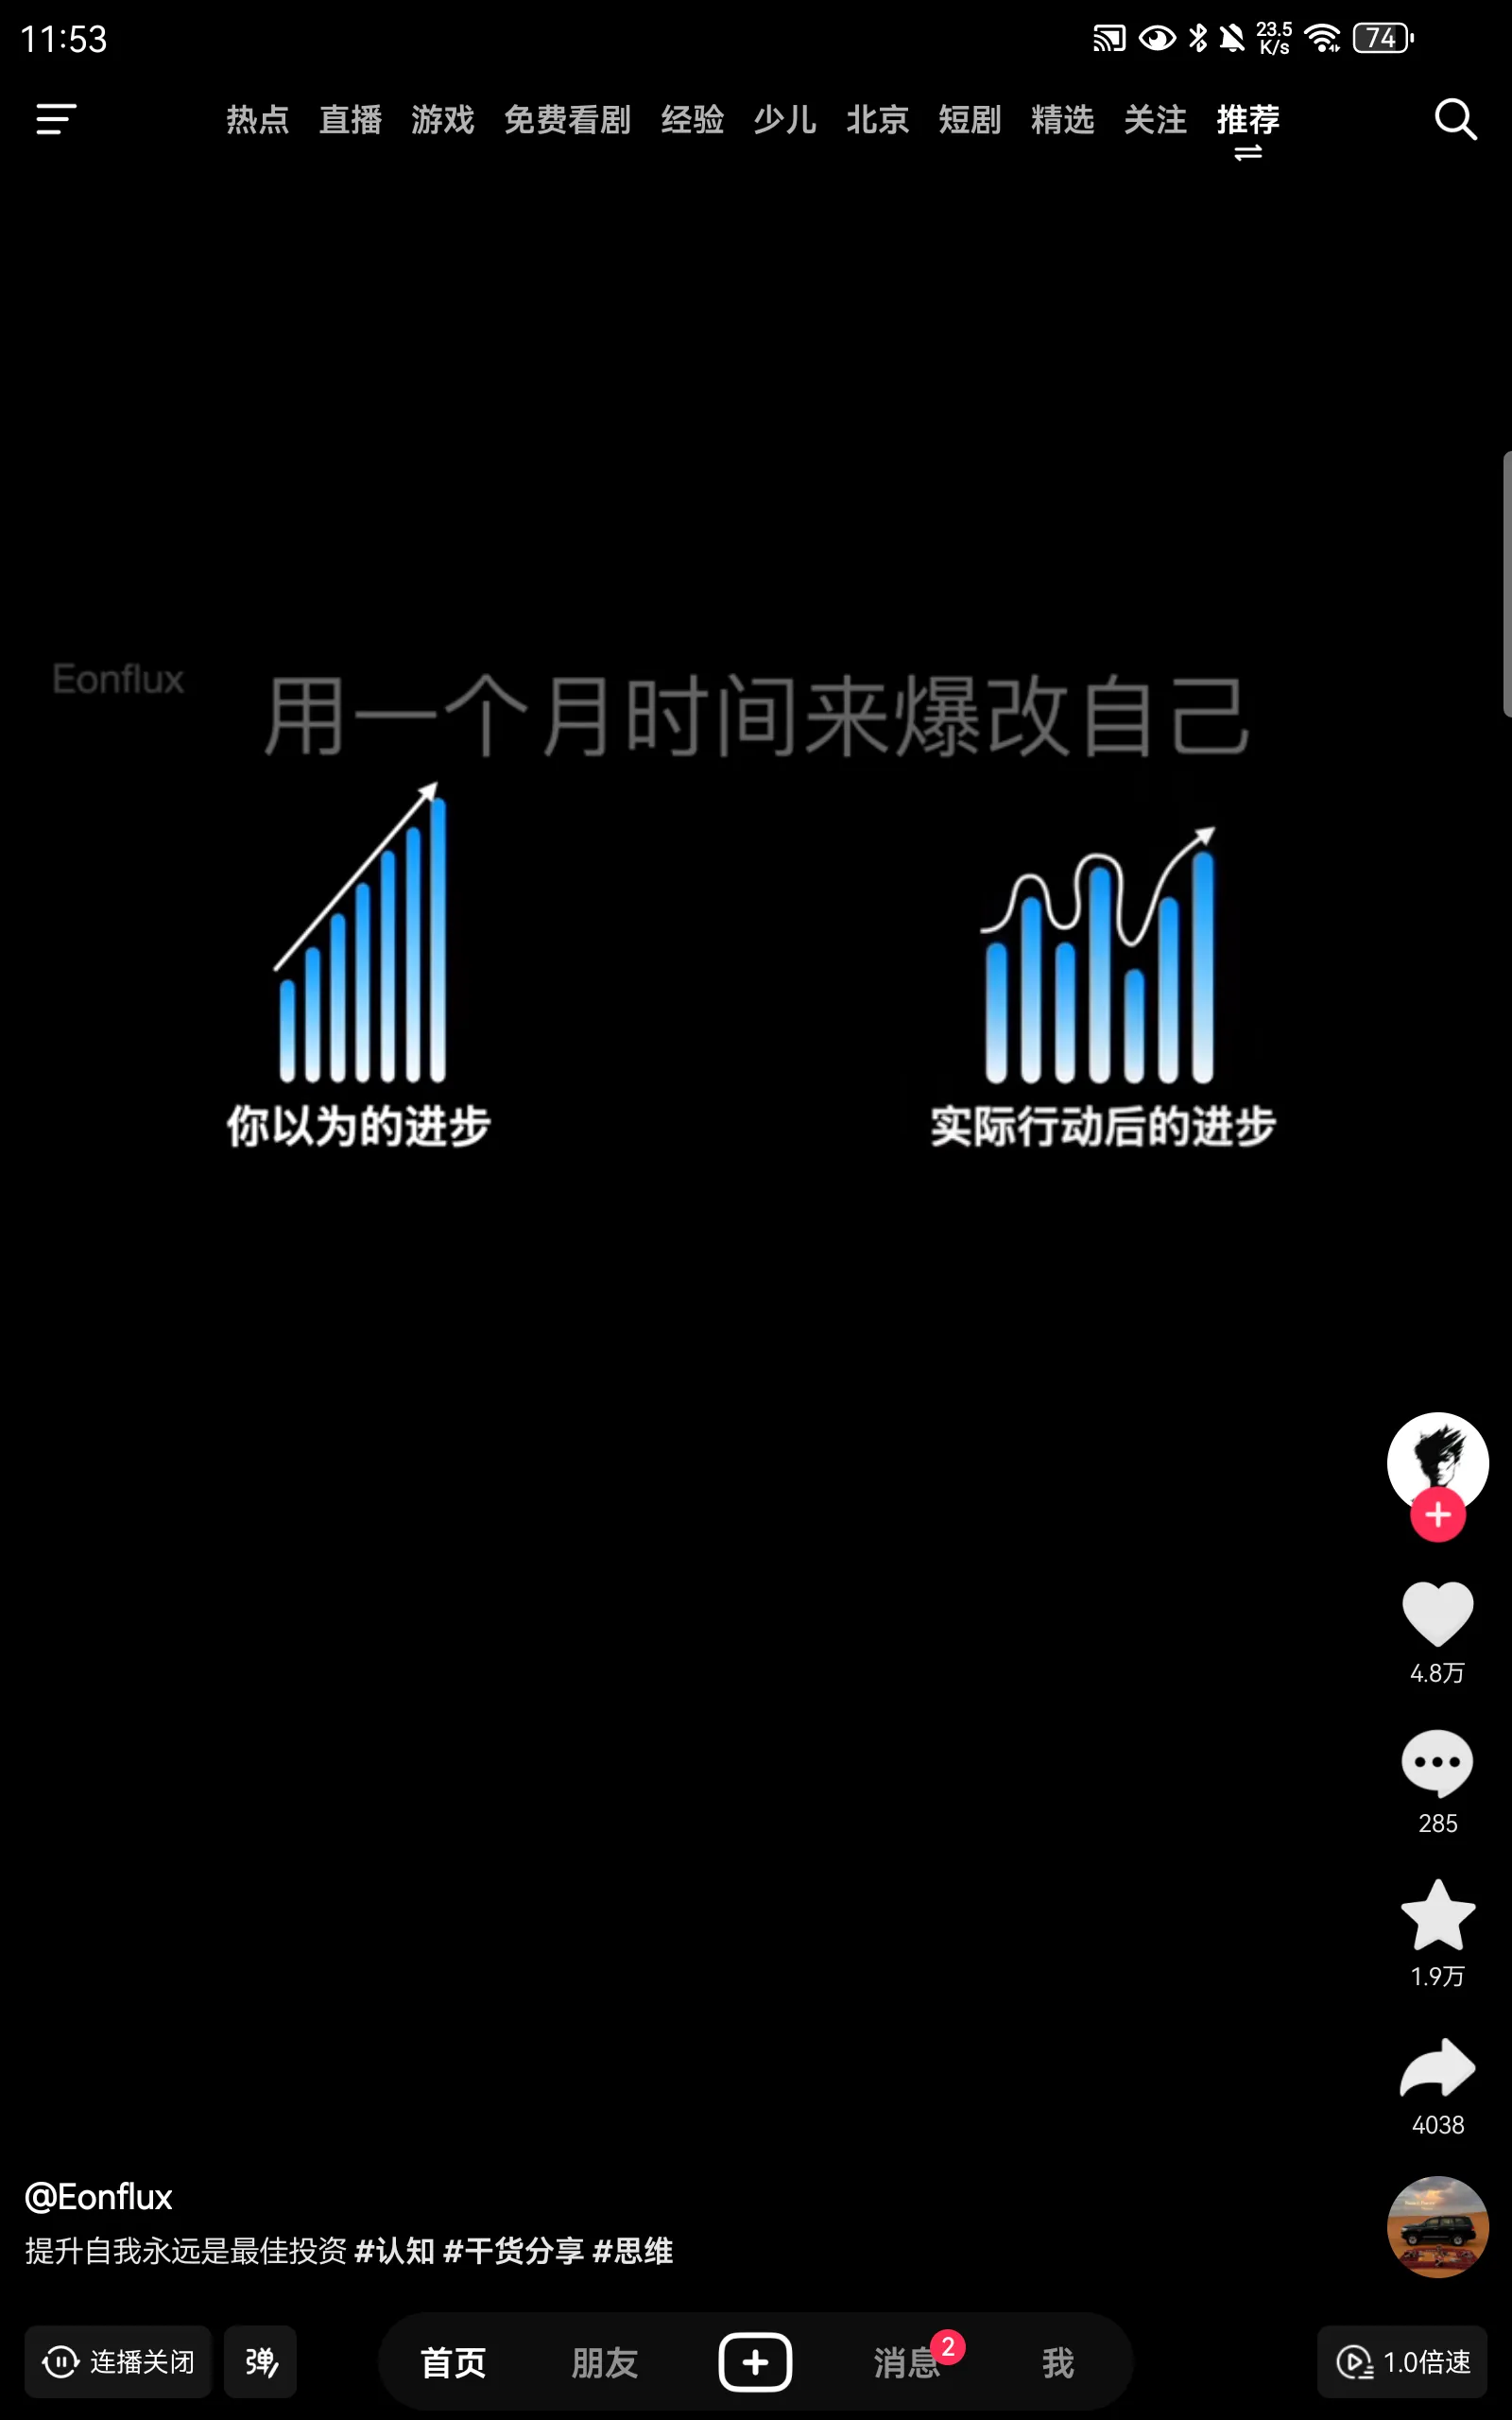 11:53
23.5 K/s
74
热点 直播 游戏 免费看剧 经验 少儿 北京 短剧 精选 关注 推荐
Eonflux
用一个月时间来爆改自己
你以为的进步
实际行动后的进步
4.8万
285
1.9万
4038
@Eonflux
提升自我永远是最佳投资 #认知 #干货分享 #思维
连播关闭
弹
首页
朋友
消息
2
我
1.0倍速